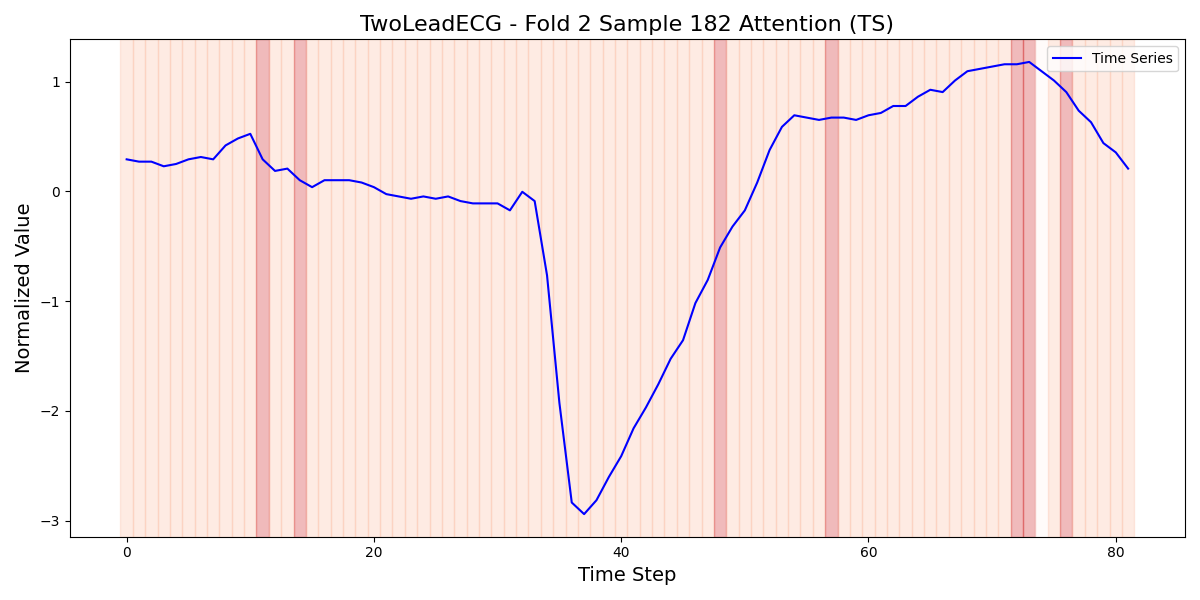 TwoLeadECG - Fold 2 Sample 182 Attention (TS)
Time Series
Normalized Value
1
0
−1
−2
−3
0 20 40 60 80
Time Step